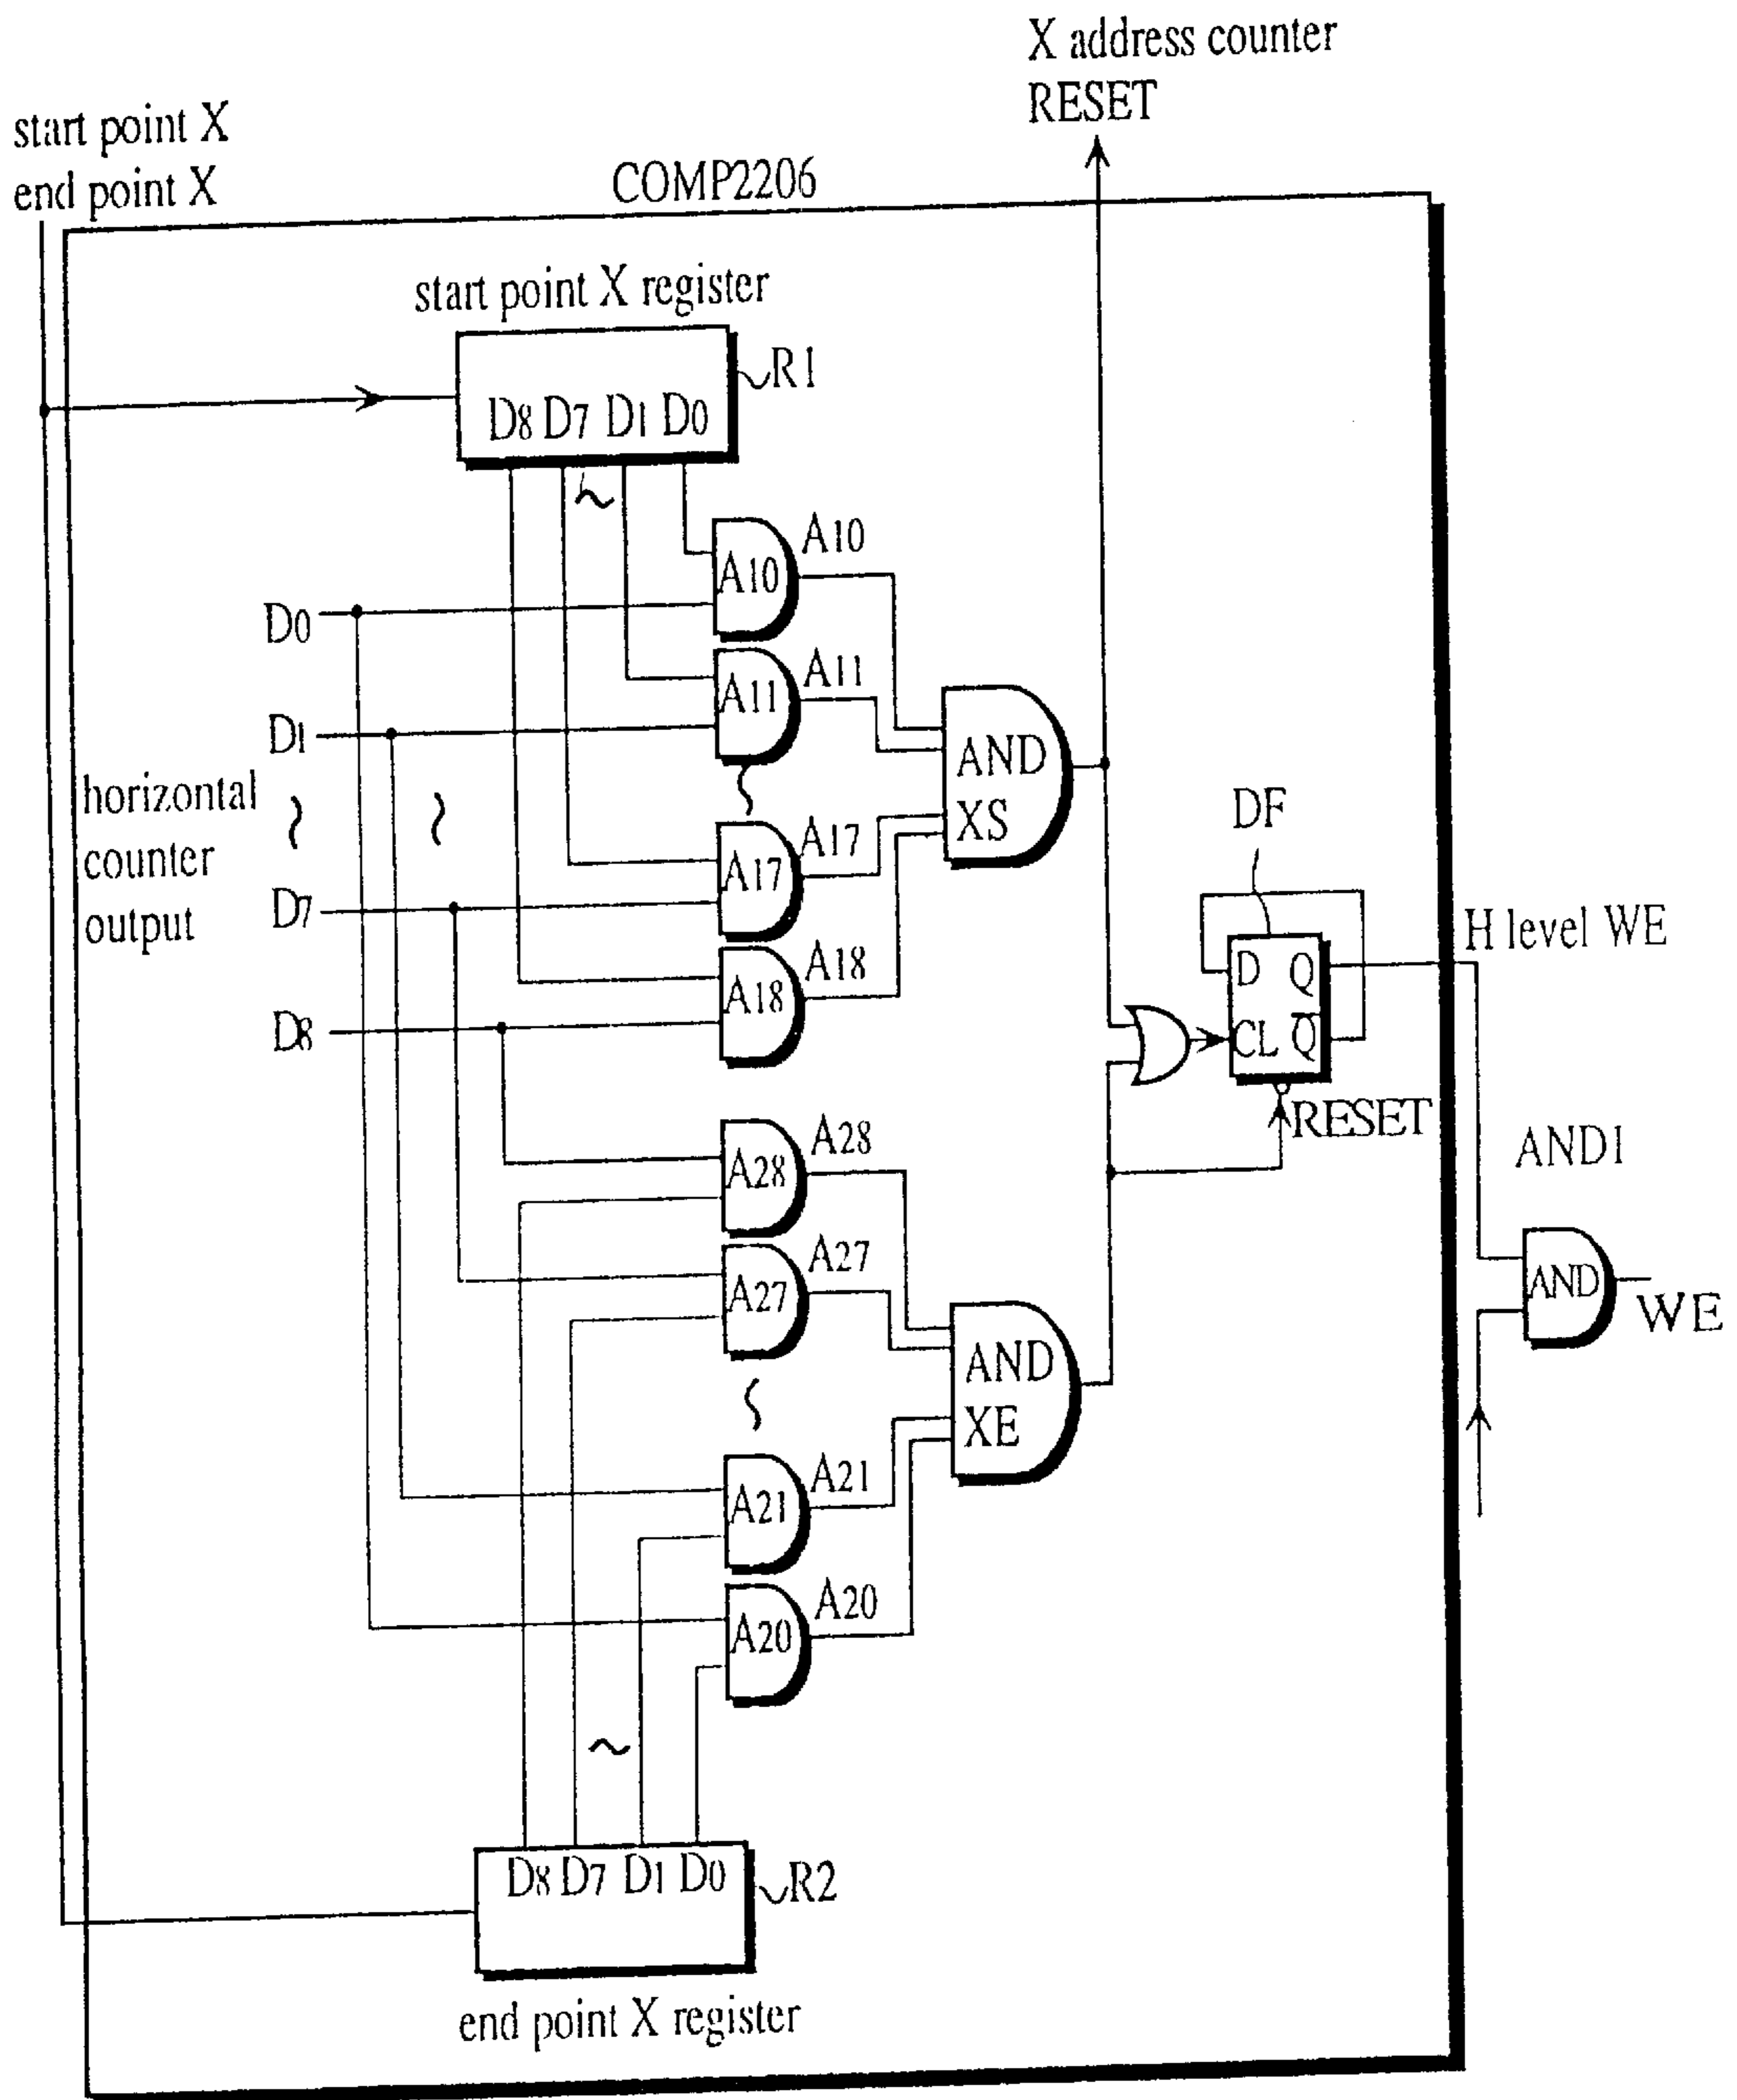 X address counter
RESET
start point X
end point X
COMP2206
start point X register
R1
D8 D7 D1 D0
A10
A10
D0
A11
A11
D1
AND
XS
horizontal
counter
output
DF
A17
A17
D7
H level WE
D Q
A18
A18
D8
CL Q̅
RESET
AND1
A28
A28
A27
A27
AND
WE
AND
XE
A21
A21
A20
A20
D8 D7 D1 D0
R2
end point X register